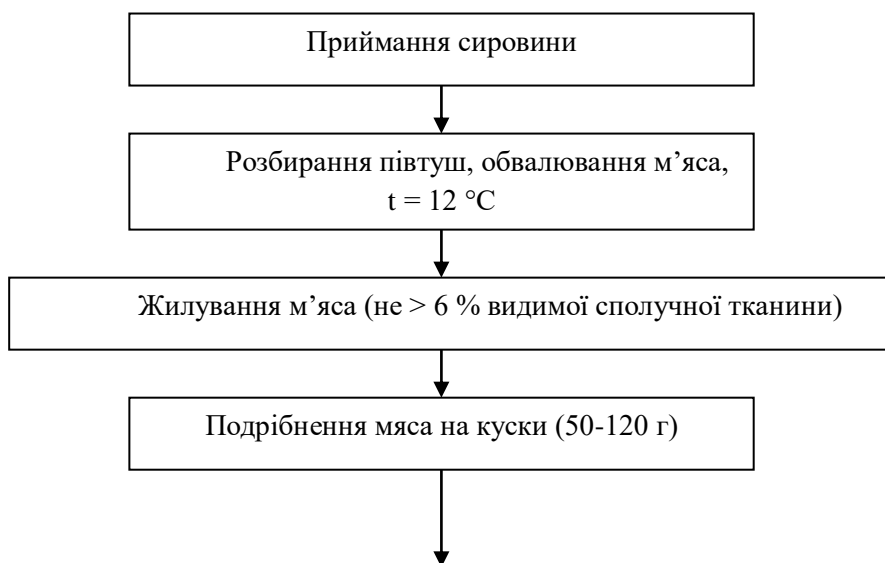 Приймання сировини
Розбирання півтуш, обвалювання м’яса,
t = 12 °C
Жилування м’яса (не > 6 % видимої сполучної тканини)
Подрібнення мяса на куски (50-120 г)